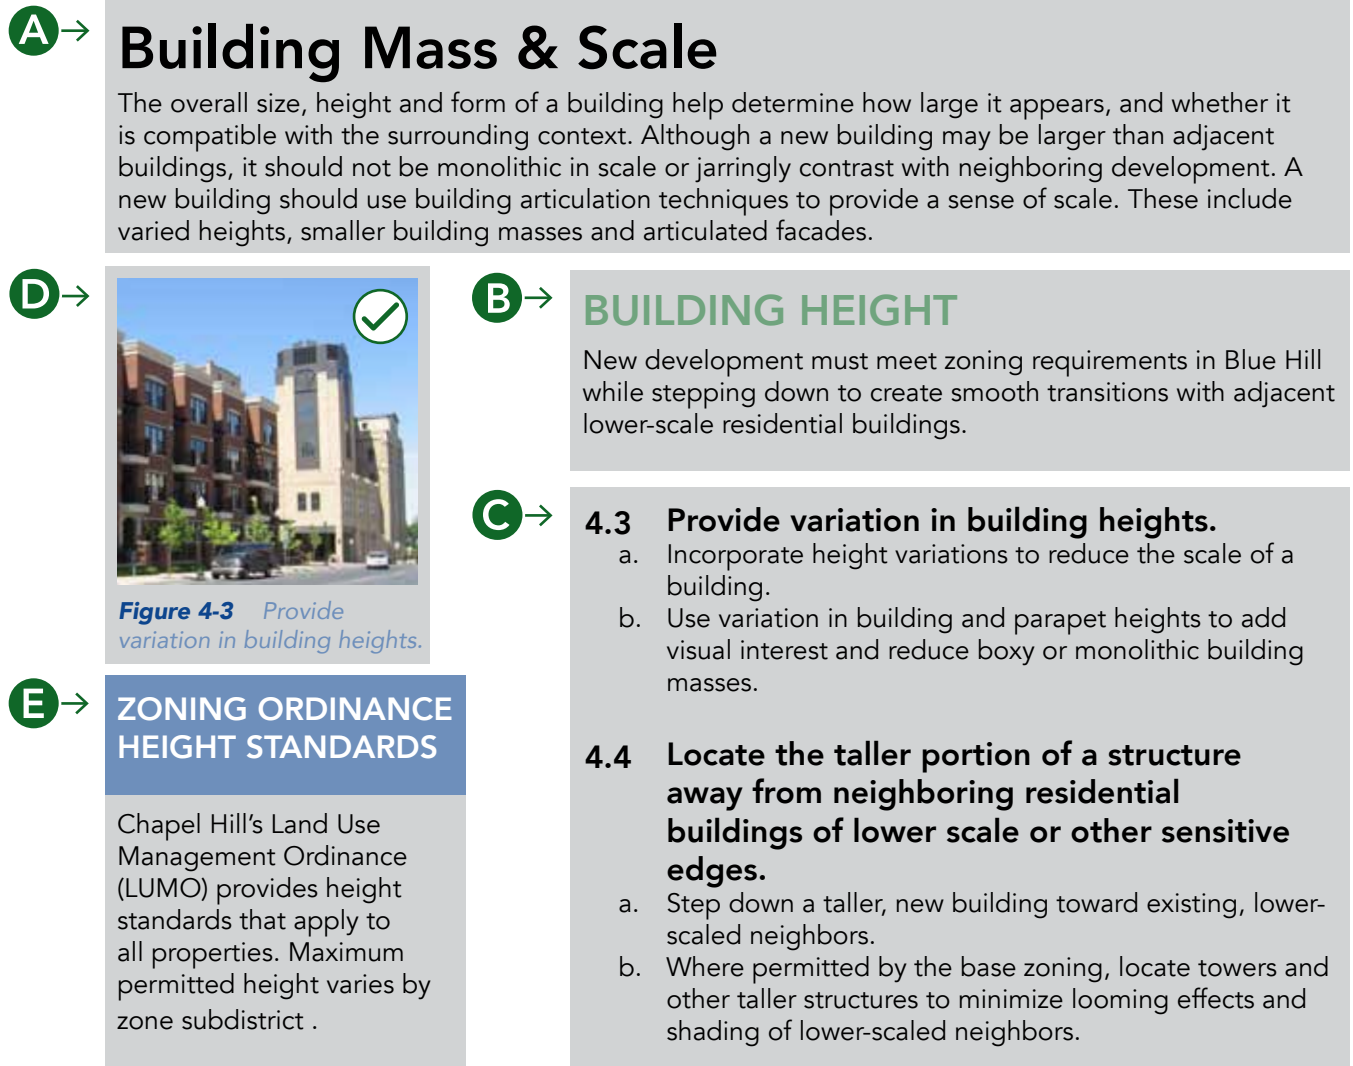 A
Building Mass & Scale
The overall size, height and form of a building help determine how large it appears, and whether it
is compatible with the surrounding context. Although a new building may be larger than adjacent
buildings, it should not be monolithic in scale or jarringly contrast with neighboring development. A
new building should use building articulation techniques to provide a sense of scale. These include
varied heights, smaller building masses and articulated facades.
D
Figure 4-3 Provide
variation in building heights.
B
BUILDING HEIGHT
New development must meet zoning requirements in Blue Hill
while stepping down to create smooth transitions with adjacent
lower-scale residential buildings.
C
4.3 Provide variation in building heights.
a. Incorporate height variations to reduce the scale of a
building.
b. Use variation in building and parapet heights to add
visual interest and reduce boxy or monolithic building
masses.
4.4 Locate the taller portion of a structure
away from neighboring residential
buildings of lower scale or other sensitive
edges.
a. Step down a taller, new building toward existing, lower-
scaled neighbors.
b. Where permitted by the base zoning, locate towers and
other taller structures to minimize looming effects and
shading of lower-scaled neighbors.
E
ZONING ORDINANCE
HEIGHT STANDARDS
Chapel Hill’s Land Use
Management Ordinance
(LUMO) provides height
standards that apply to
all properties. Maximum
permitted height varies by
zone subdistrict .